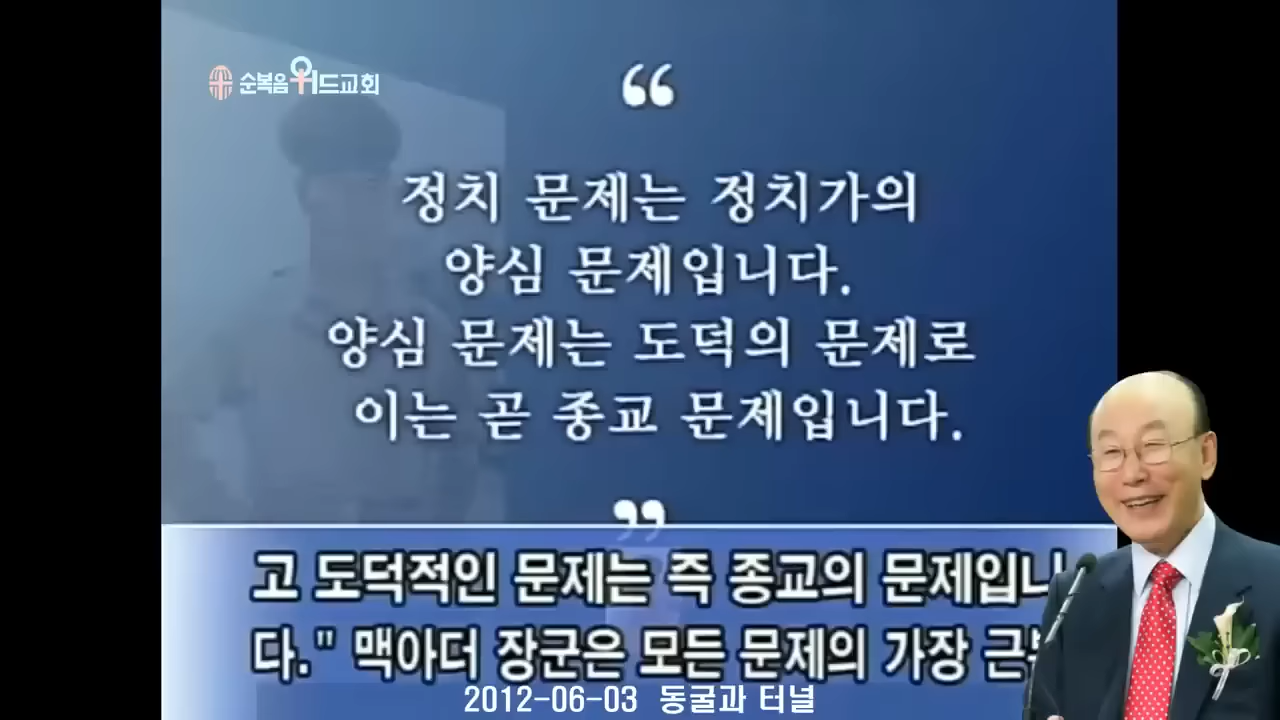 순복음워드교회
“
정치 문제는 정치가의
양심 문제입니다.
양심 문제는 도덕의 문제로
이는 곧 종교 문제입니다.
”
고 도덕적인 문제는 즉 종교의 문제입니
다." 맥아더 장군은 모든 문제의 가장
2012-06-03 동굴과 터널